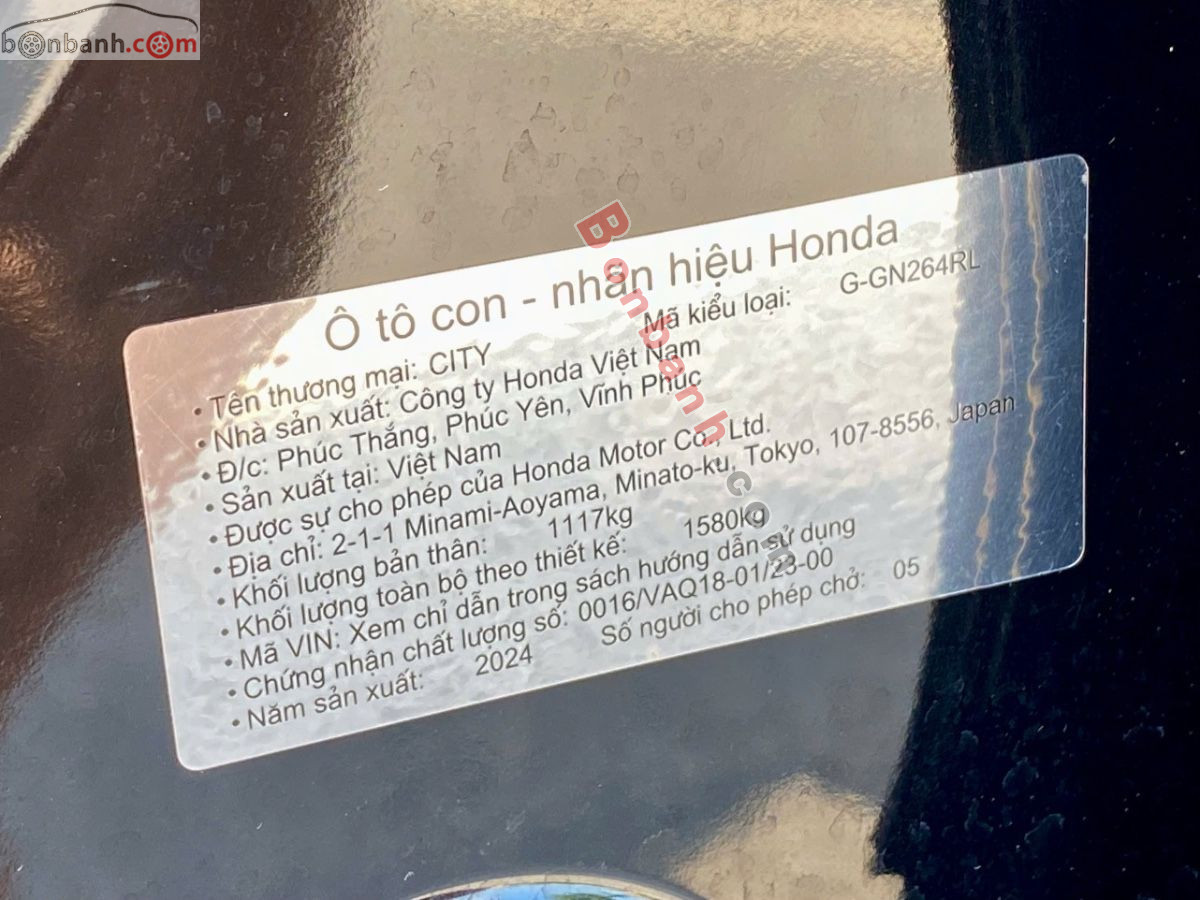 bonbanh.com
Ô tô con - nhãn hiệu Honda
• Tên thương mại: CITY Mã kiểu loại: G-GN264RL
• Nhà sản xuất: Công ty Honda Việt Nam
• Đ/c: Phúc Thắng, Phúc Yên, Vĩnh Phúc
• Sản xuất tại: Việt Nam
• Được sự cho phép của Honda Motor Co., Ltd.
• Địa chỉ: 2-1-1 Minami-Aoyama, Minato-ku, Tokyo, 107-8556, Japan
• Khối lượng bản thân: 1117kg
• Khối lượng toàn bộ theo thiết kế: 1580kg
• Mã VIN: Xem chỉ dẫn trong sách hướng dẫn sử dụng
• Chứng nhận chất lượng số: 0016/VAQ18-01/23-00
• Năm sản xuất: 2024 Số người cho phép chở: 05
Bonbanh.com